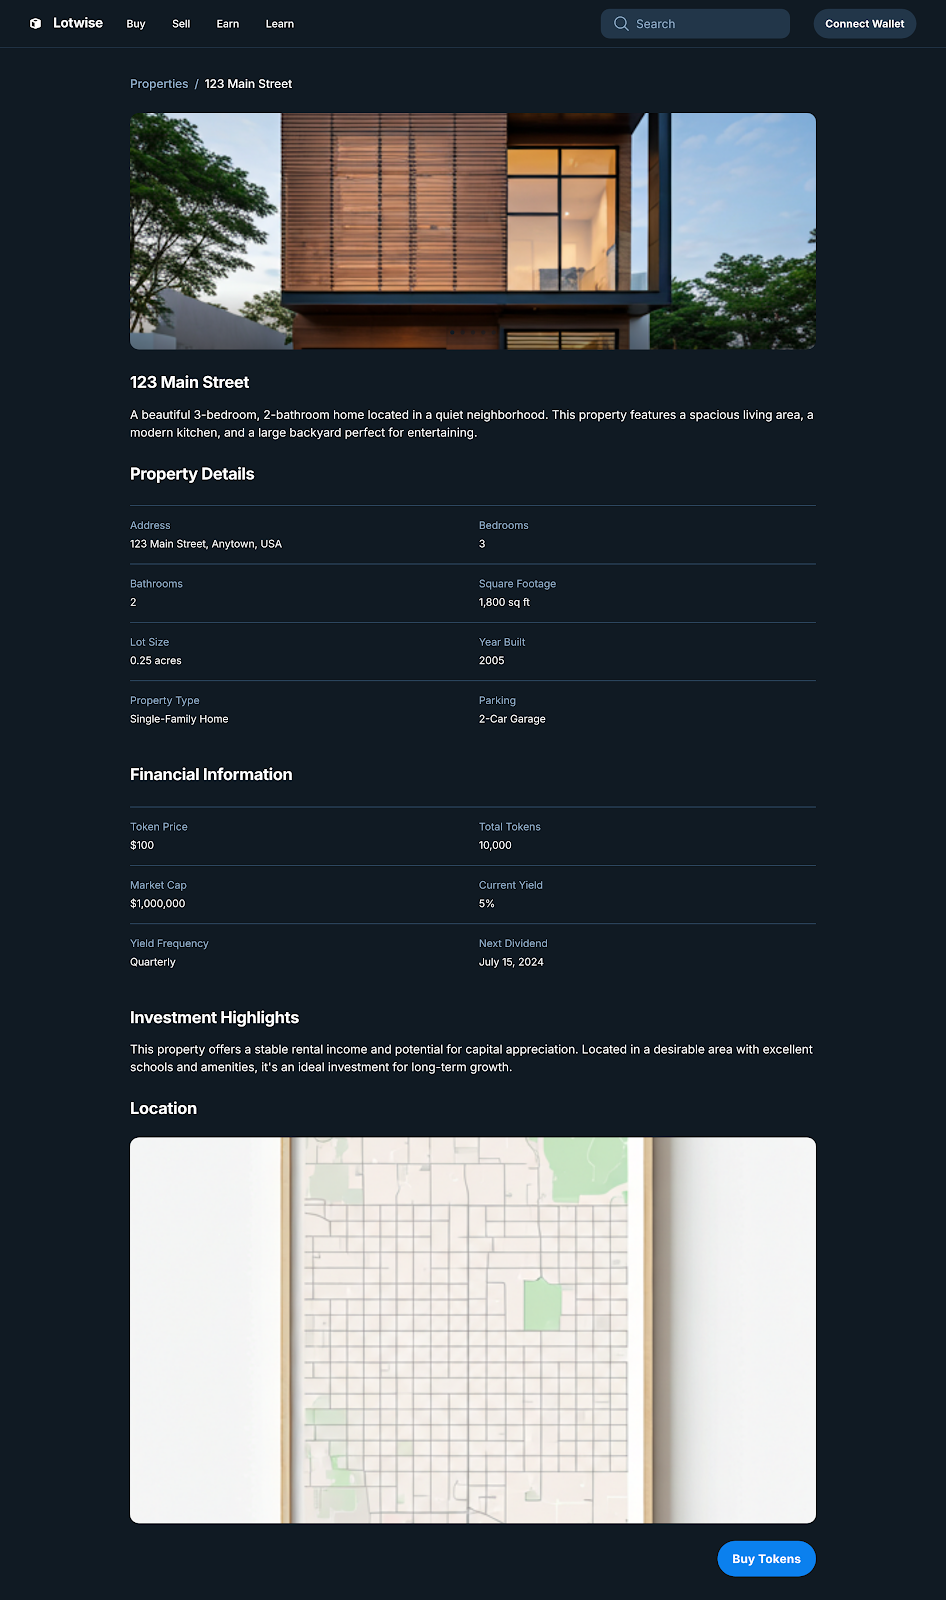 Lotwise
Buy
Sell
Earn
Learn
Search
Connect Wallet
Properties / 123 Main Street
123 Main Street
A beautiful 3-bedroom, 2-bathroom home located in a quiet neighborhood. This property features a spacious living area, a
modern kitchen, and a large backyard perfect for entertaining.
Property Details
Address
123 Main Street, Anytown, USA
Bedrooms
3
Bathrooms
2
Square Footage
1,800 sq ft
Lot Size
0.25 acres
Year Built
2005
Property Type
Single-Family Home
Parking
2-Car Garage
Financial Information
Token Price
$100
Total Tokens
10,000
Market Cap
$1,000,000
Current Yield
5%
Yield Frequency
Quarterly
Next Dividend
July 15, 2024
Investment Highlights
This property offers a stable rental income and potential for capital appreciation. Located in a desirable area with excellent
schools and amenities, it's an ideal investment for long-term growth.
Location
Buy Tokens